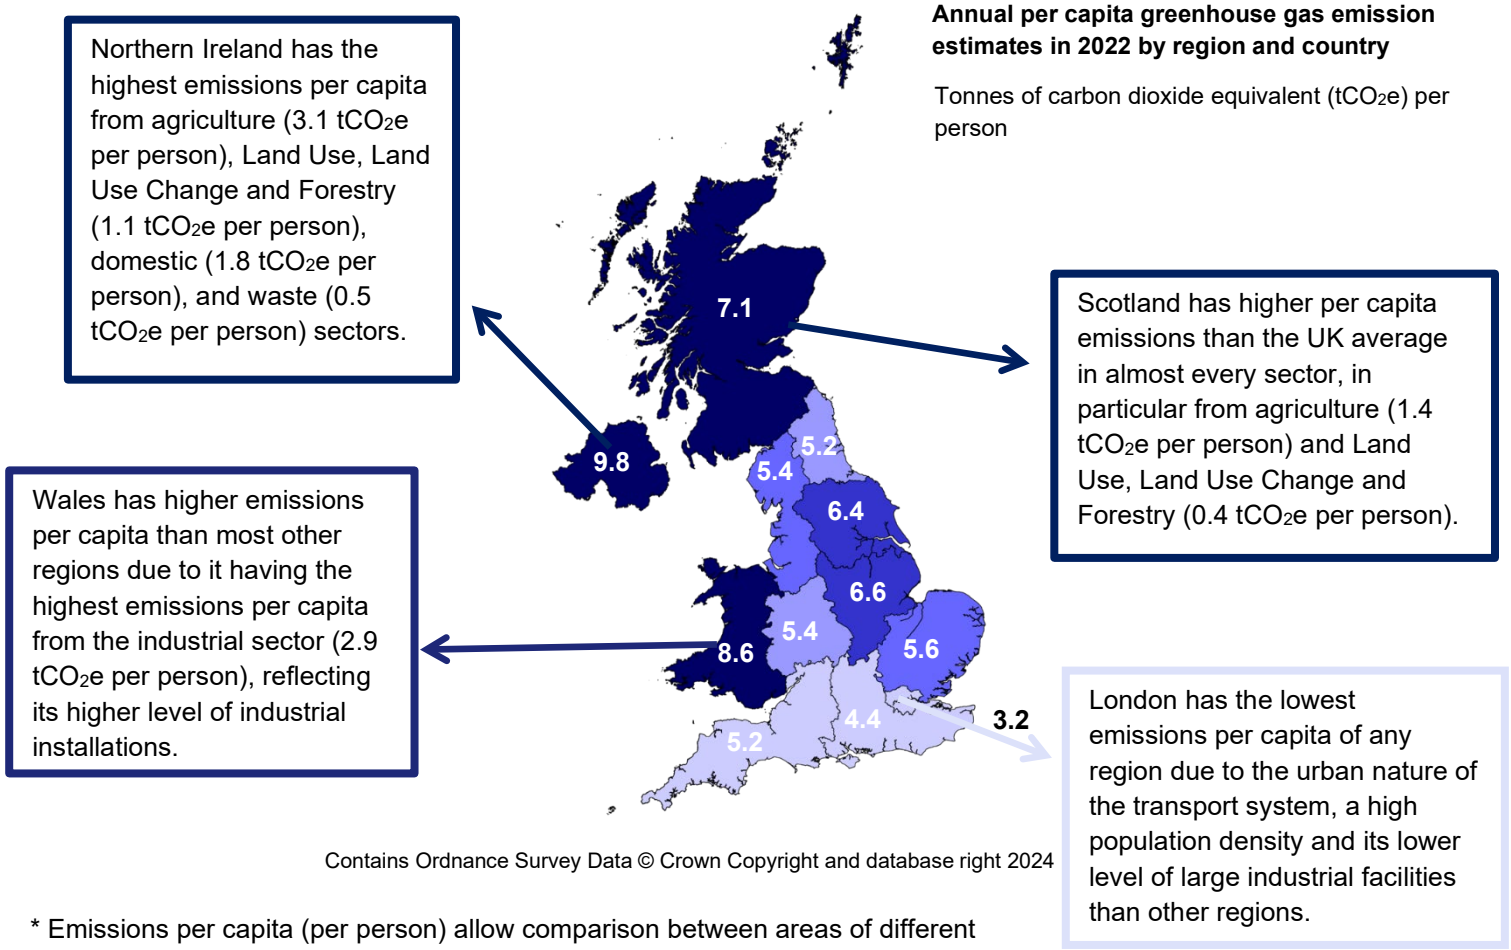 Annual per capita greenhouse gas emission
estimates in 2022 by region and country
Tonnes of carbon dioxide equivalent (tCO2e) per
person
Northern Ireland has the
highest emissions per capita
from agriculture (3.1 tCO2e
per person), Land Use, Land
Use Change and Forestry
(1.1 tCO2e per person),
domestic (1.8 tCO2e per
person), and waste (0.5
tCO2e per person) sectors.
Scotland has higher per capita
emissions than the UK average
in almost every sector, in
particular from agriculture (1.4
tCO2e per person) and Land
Use, Land Use Change and
Forestry (0.4 tCO2e per person).
Wales has higher emissions
per capita than most other
regions due to it having the
highest emissions per capita
from the industrial sector (2.9
tCO2e per person), reflecting
its higher level of industrial
installations.
7.1
5.2
9.8
5.4
6.4
6.6
5.4
8.6
5.6
4.4
3.2
5.2
London has the lowest
emissions per capita of any
region due to the urban nature of
the transport system, a high
population density and its lower
level of large industrial facilities
than other regions.
Contains Ordnance Survey Data © Crown Copyright and database right 2024
* Emissions per capita (per person) allow comparison between areas of different